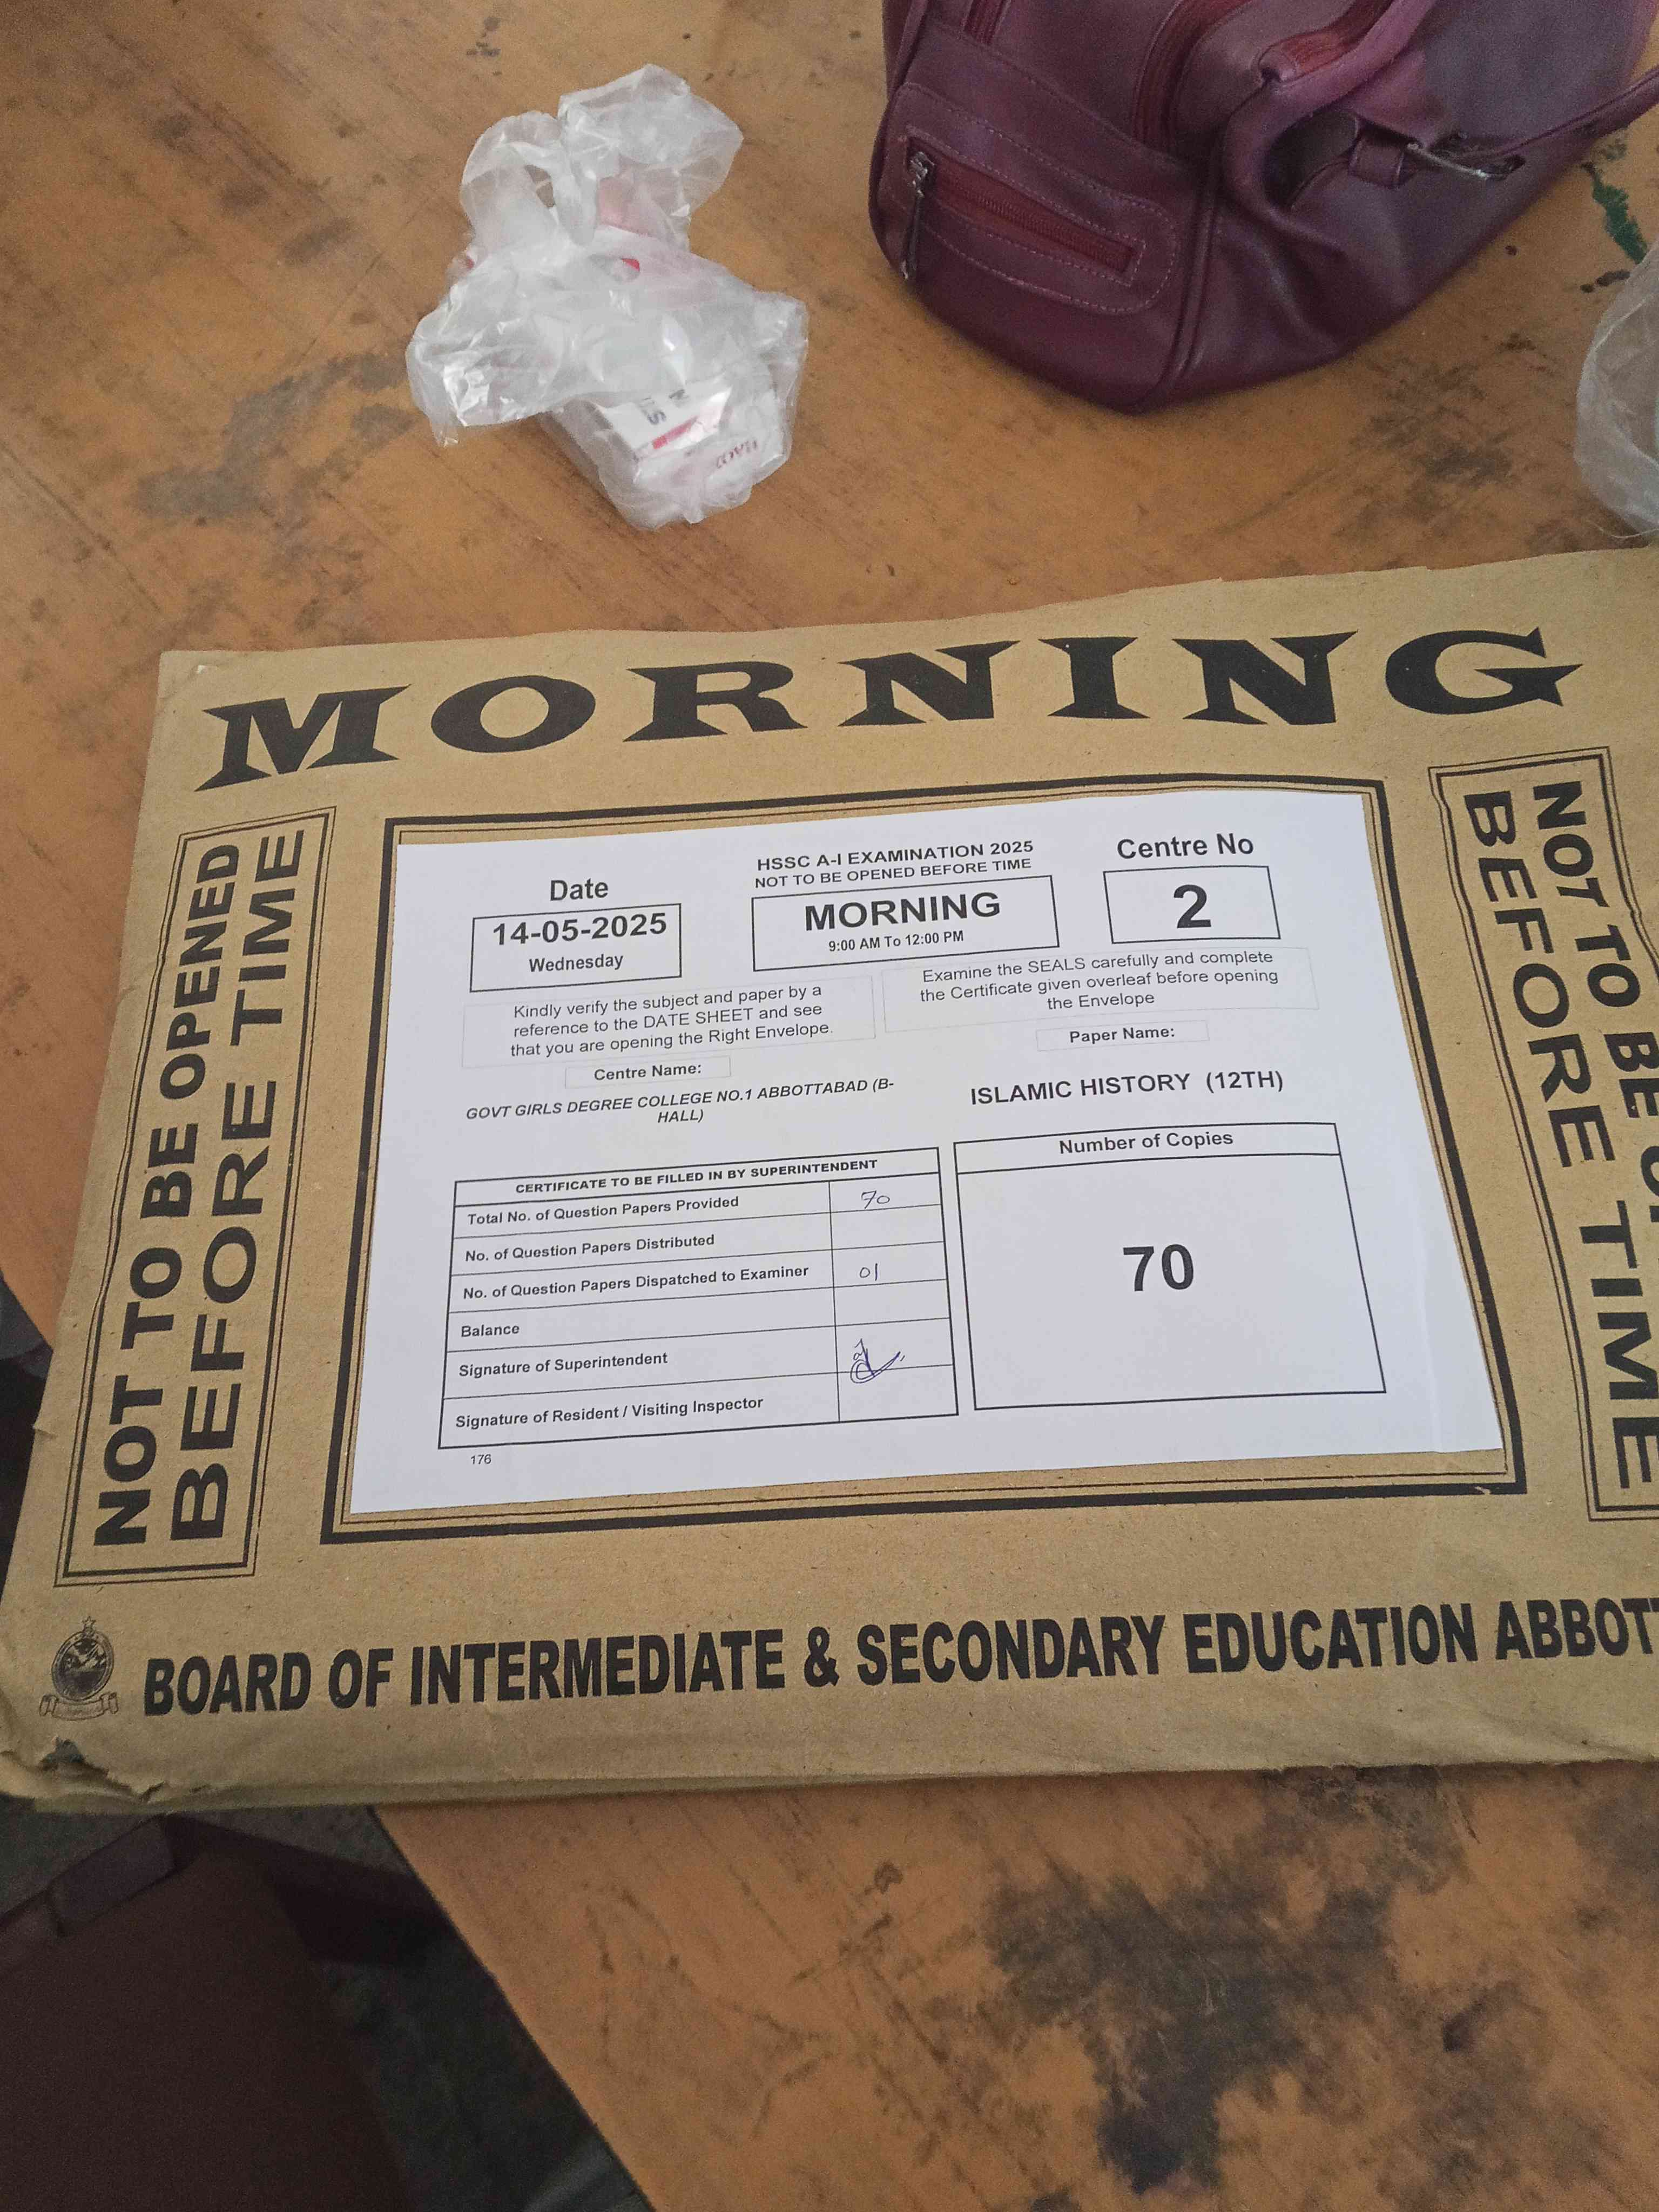 MORNING
NOT TO BE OPENED
BEFORE TIME
HSSC A-I EXAMINATION 2025
NOT TO BE OPENED BEFORE TIME
Date
14-05-2025
Wednesday
MORNING
9:00 AM To 12:00 PM
Centre No
2
Kindly verify the subject and paper by a
reference to the DATE SHEET and see
that you are opening the Right Envelope.
Examine the SEALS carefully and complete
the Certificate given overleaf before opening
the Envelope
Centre Name:
GOVT GIRLS DEGREE COLLEGE NO.1 ABBOTTABAD (B-
HALL)
Paper Name:
ISLAMIC HISTORY (12TH)
CERTIFICATE TO BE FILLED IN BY SUPERINTENDENT
Total No. of Question Papers Provided 70
No. of Question Papers Distributed
No. of Question Papers Dispatched to Examiner 01
Balance
Signature of Superintendent
Signature of Resident / Visiting Inspector
Number of Copies
70
176
NOT TO BE OP
BEFORE TIME
BOARD OF INTERMEDIATE & SECONDARY EDUCATION ABBOTT